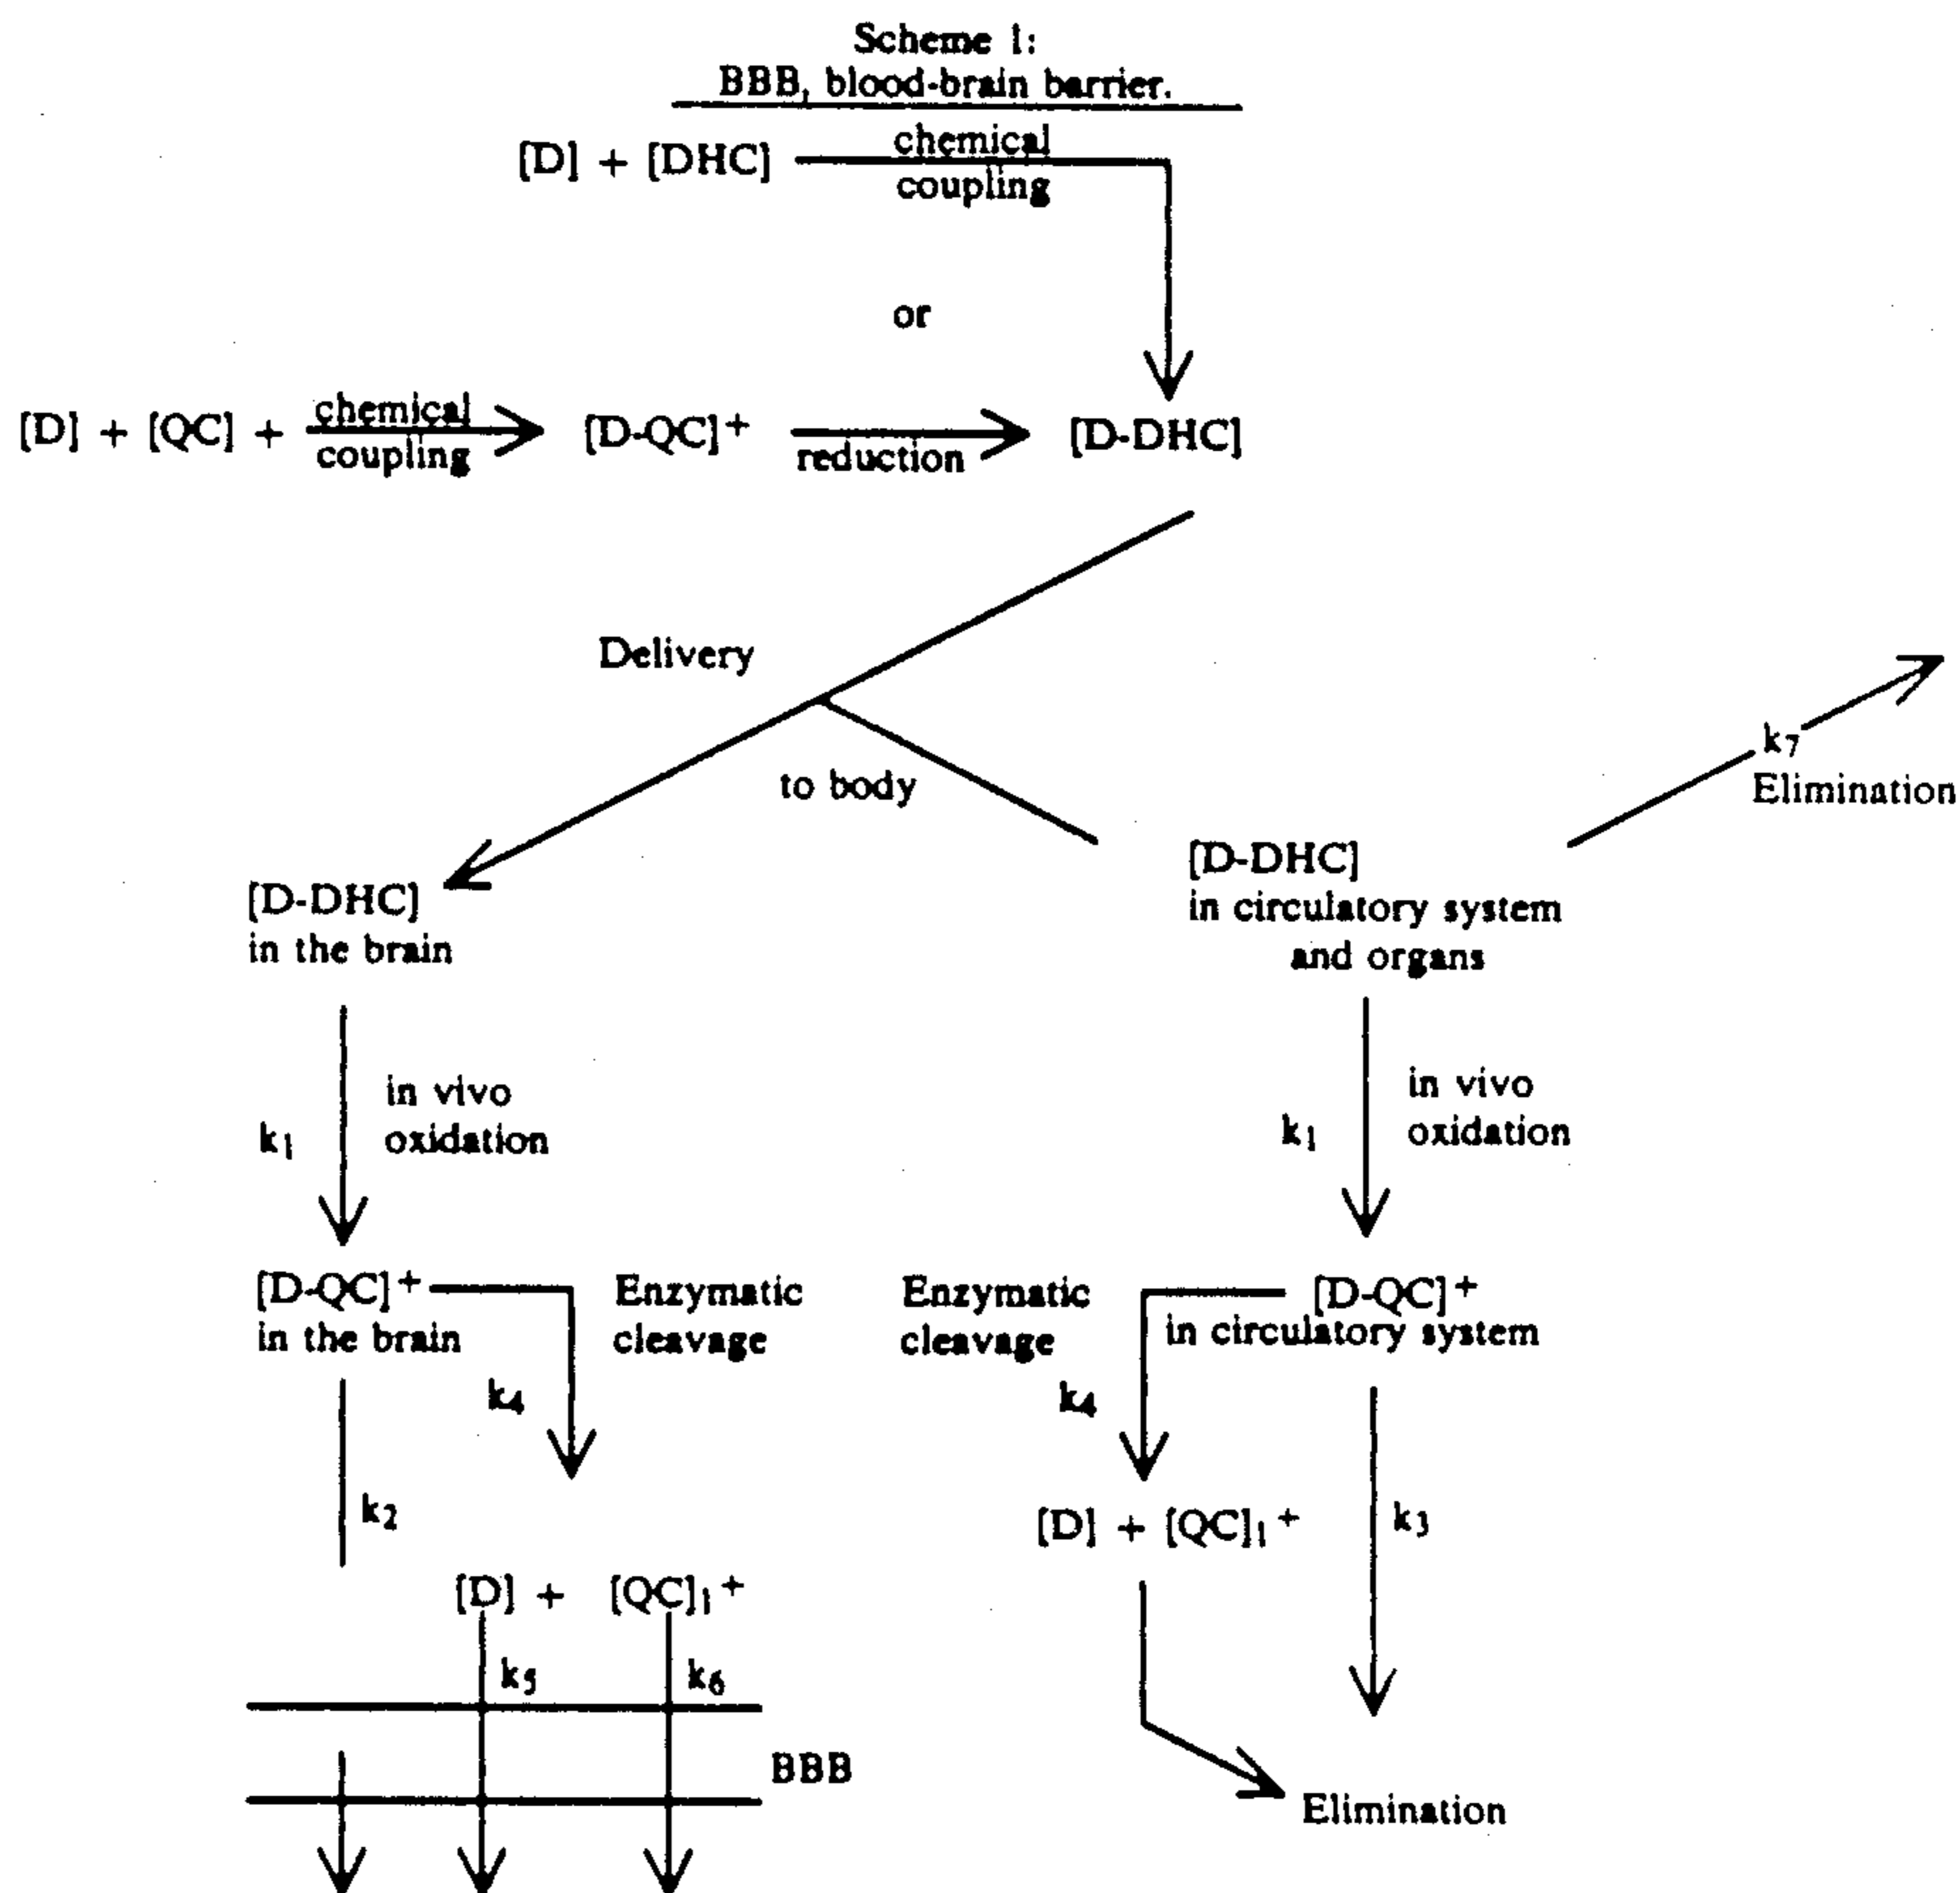 Scheme 1:
BBB, blood-brain barrier.
[D] + [DHC] chemical
coupling
or
[D] + [QC] + chemical
coupling
[D-QC]⁺
reduction
[D-DHC]
Delivery
to body
k₇
Elimination
[D-DHC]
in the brain
[D-DHC]
in circulatory system
and organs
k₁
in vivo
oxidation
k₁
in vivo
oxidation
[D-QC]⁺
in the brain
Enzymatic
cleavage
k₄
Enzymatic
cleavage
k₄
[D-QC]⁺
in circulatory system
k₂
[D] + [QC]₁⁺
k₃
[D] + [QC]₁⁺
k₅
k₆
BBB
Elimination